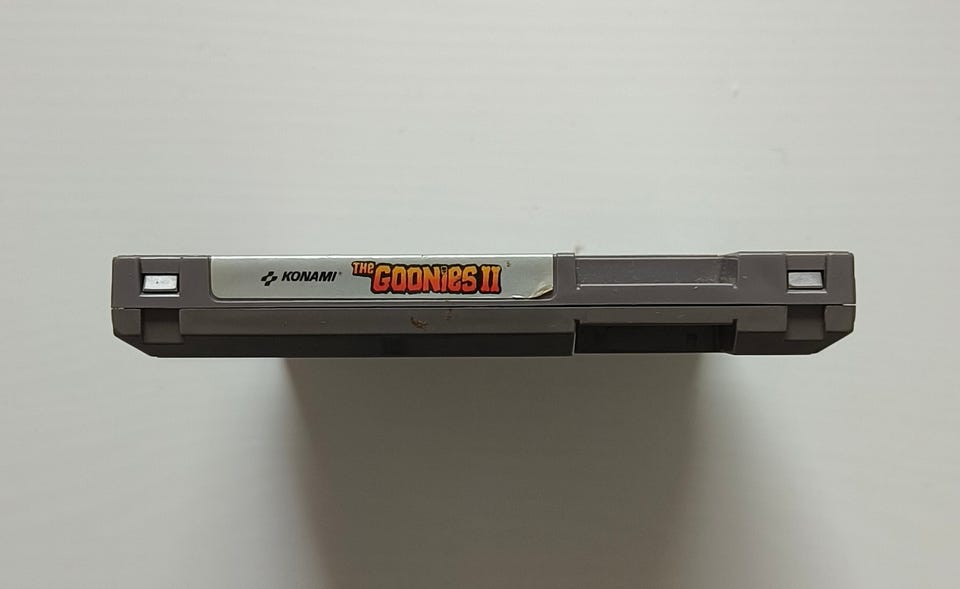 KONAMI® THE GOONIES II